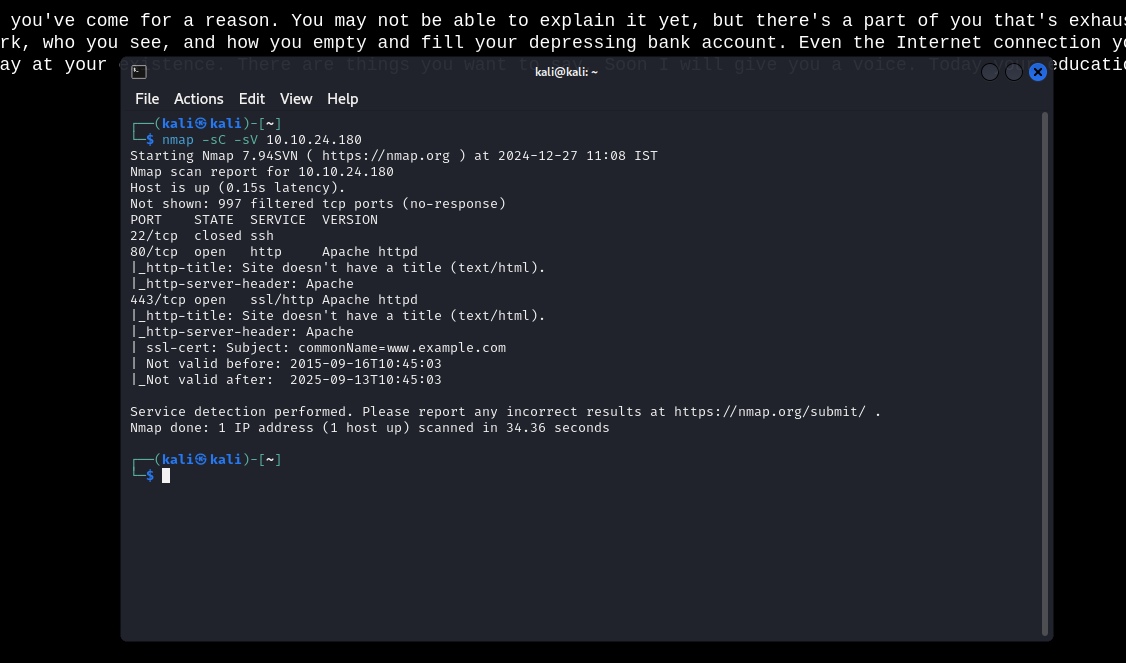 you've come for a reason. You may not be able to explain it yet, but there's a part of you that's exhaus
rk, who you see, and how you empty and fill your depressing bank account. Even the Internet connection yo
ay at your existence. There are things you want to say. Soon I will give you a voice. Today your educatio
kali@kali: ~
File Actions Edit View Help
┌──(kali㉿kali)-[~]
└─$ nmap -sC -sV 10.10.24.180
Starting Nmap 7.94SVN ( https://nmap.org ) at 2024-12-27 11:08 IST
Nmap scan report for 10.10.24.180
Host is up (0.15s latency).
Not shown: 997 filtered tcp ports (no-response)
PORT    STATE  SERVICE  VERSION
22/tcp  closed ssh
80/tcp  open   http     Apache httpd
|_http-title: Site doesn't have a title (text/html).
|_http-server-header: Apache
443/tcp open   ssl/http Apache httpd
|_http-title: Site doesn't have a title (text/html).
|_http-server-header: Apache
| ssl-cert: Subject: commonName=www.example.com
| Not valid before: 2015-09-16T10:45:03
|_Not valid after:  2025-09-13T10:45:03
Service detection performed. Please report any incorrect results at https://nmap.org/submit/ .
Nmap done: 1 IP address (1 host up) scanned in 34.36 seconds
┌──(kali㉿kali)-[~]
└─$